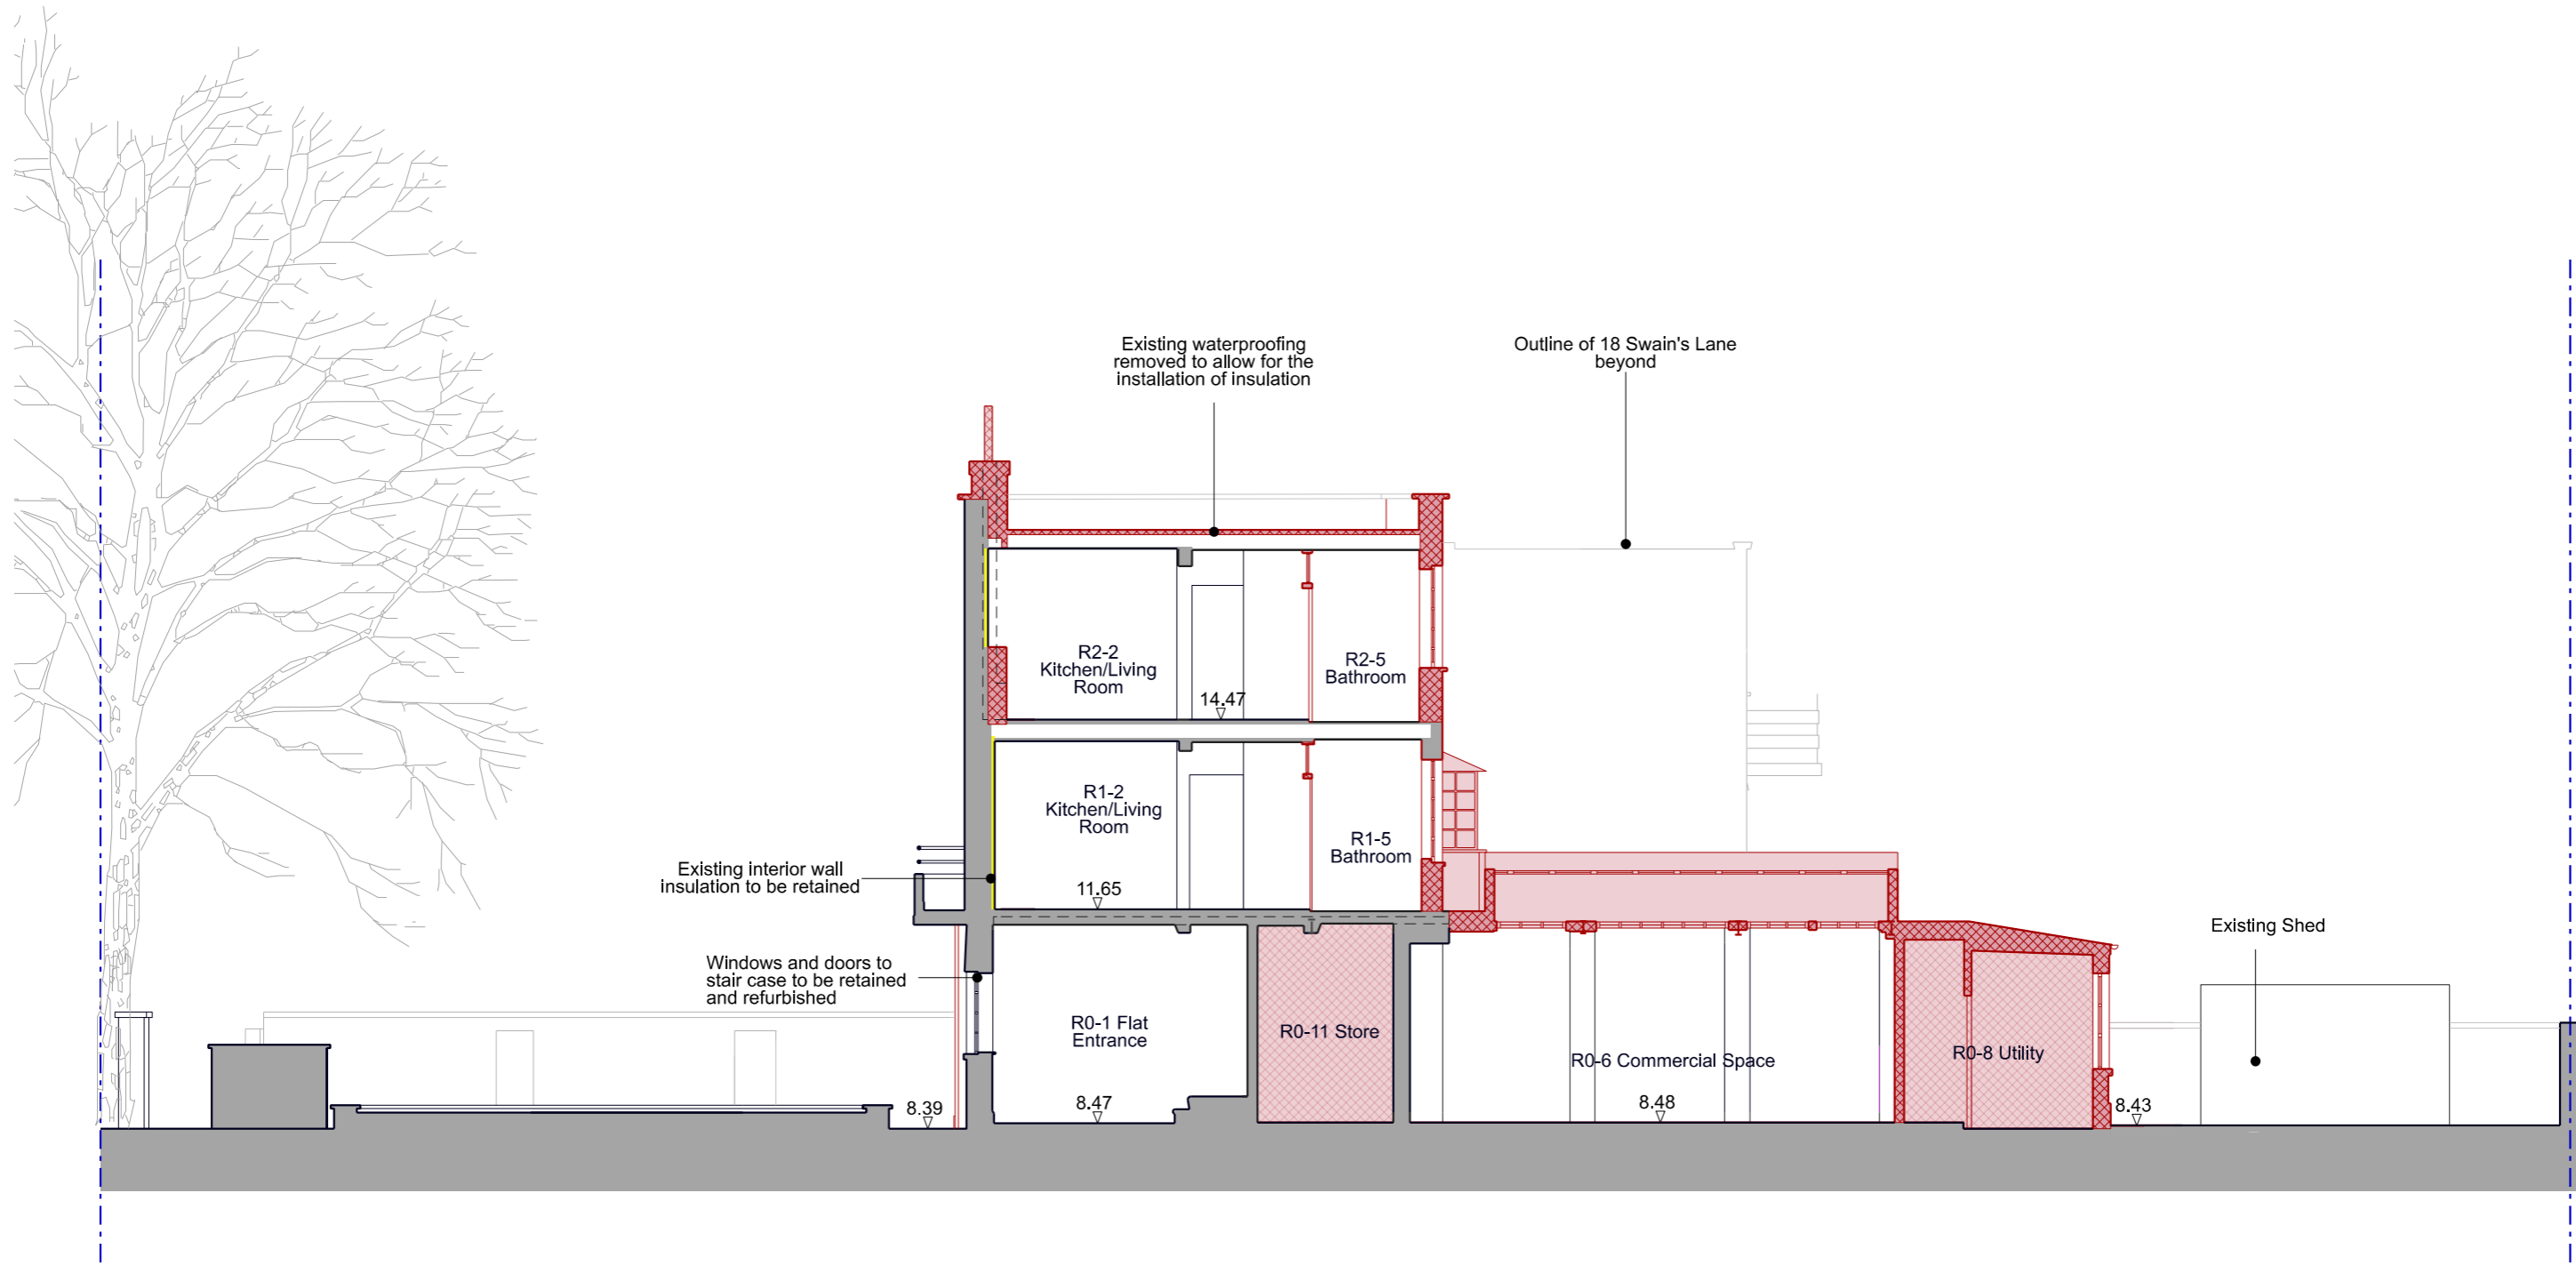 Existing waterproofing
removed to allow for the
installation of insulation
Outline of 18 Swain's Lane
beyond
R2-2
Kitchen/Living
Room
14.47
R2-5
Bathroom
R1-2
Kitchen/Living
Room
11.65
R1-5
Bathroom
Existing interior wall
insulation to be retained
Windows and doors to
stair case to be retained
and refurbished
Existing Shed
R0-1 Flat
Entrance
R0-11 Store
R0-6 Commercial Space
R0-8 Utility
8.39
8.47
8.48
8.43